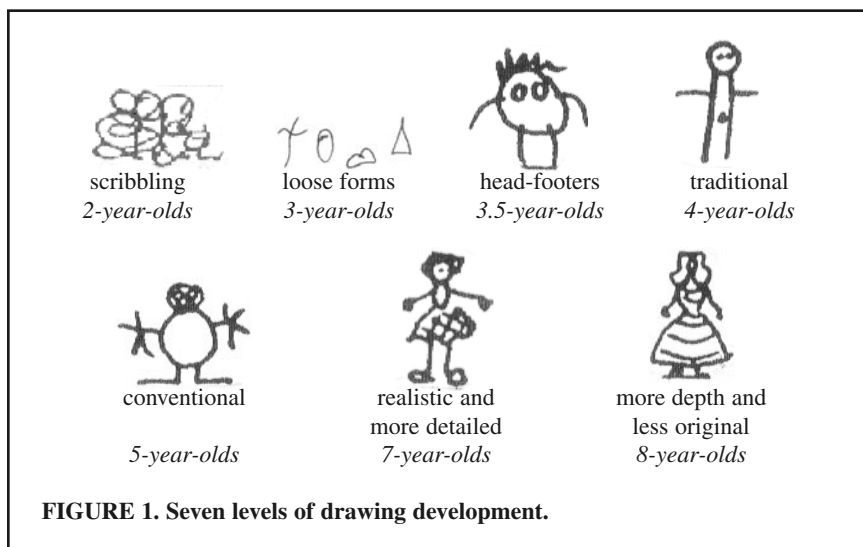 scribbling
2-year-olds
loose forms
3-year-olds
head-footers
3.5-year-olds
traditional
4-year-olds
conventional
5-year-olds
realistic and
more detailed
7-year-olds
more depth and
less original
8-year-olds
FIGURE 1. Seven levels of drawing development.